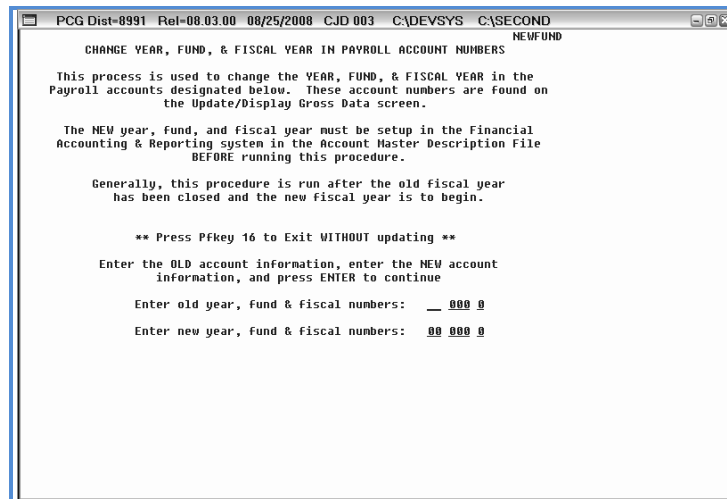 PCG Dist=8991 Rel=08.03.00 08/25/2008 CJD 003 C:\DEVSYS C:\SECOND
NEWFUND
CHANGE YEAR, FUND, & FISCAL YEAR IN PAYROLL ACCOUNT NUMBERS
This process is used to change the YEAR, FUND, & FISCAL YEAR in the
Payroll accounts designated below. These account numbers are found on
the Update/Display Gross Data screen.
The NEW year, fund, and fiscal year must be setup in the Financial
Accounting & Reporting system in the Account Master Description File
BEFORE running this procedure.
Generally, this procedure is run after the old fiscal year
has been closed and the new fiscal year is to begin.
** Press Pfkey 16 to Exit WITHOUT updating **
Enter the OLD account information, enter the NEW account
information, and press ENTER to continue
Enter old year, fund & fiscal numbers: __ 000 0
Enter new year, fund & fiscal numbers: 00 000 0